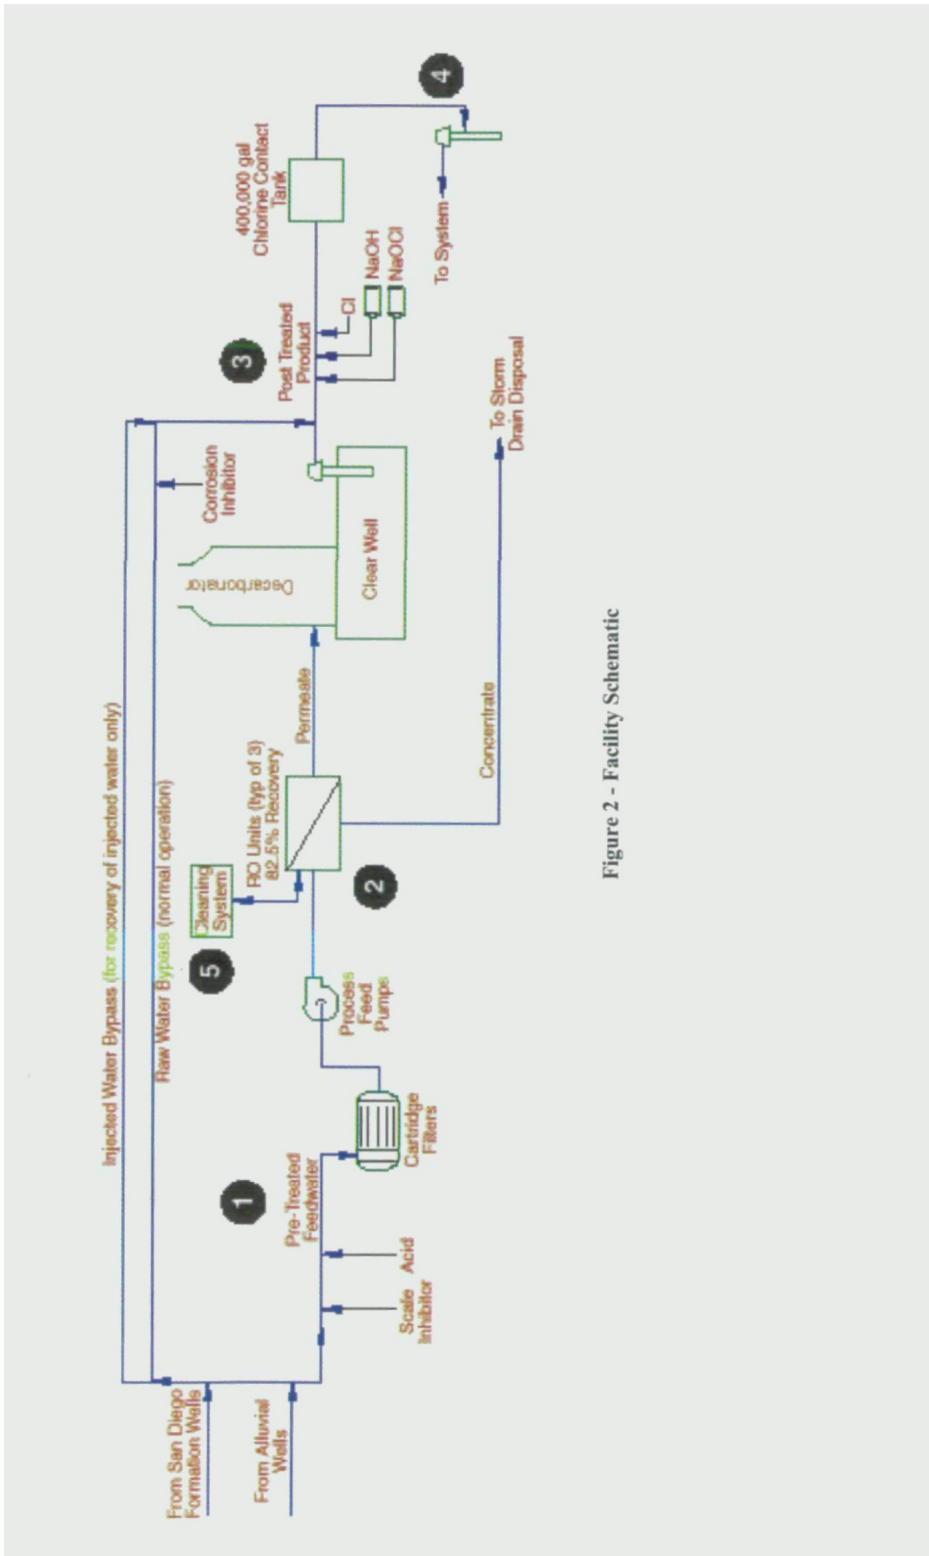 Injected Water Bypass (for recovery of injected water only)
Raw Water Bypass (normal operation)
From San Diego
Formation Wells
From Alluvial
Wells
Scale
Inhibitor
Acid
1
Pre-Treated
Feedwater
Cartridge
Filters
Process
Feed
Pumps
5
Cleaning
System
2
RO Units (typ of 3)
82.5% Recovery
Permeate
Concentrate
To Storm
Drain Disposal
Decarbonator
Clear Well
Corrosion
Inhibitor
3
Post Treated
Product
Cl
NaOH
NaOCl
400,000 gal
Chlorine Contact
Tank
4
To System
Figure 2 - Facility Schematic